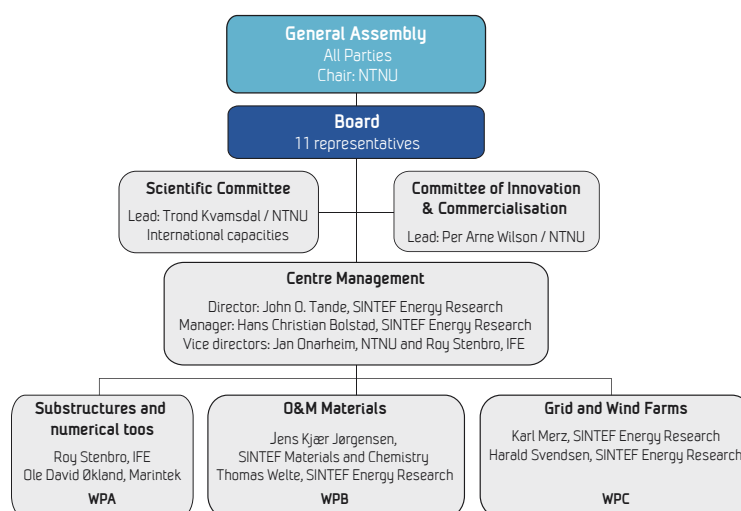 General Assembly
All Parties
Chair: NTNU
Board
11 representatives
Scientific Committee
Lead: Trond Kvamsdal / NTNU
International capacities
Committee of Innovation
& Commercialisation
Lead: Per Arne Wilson / NTNU
Centre Management
Director: John O. Tande, SINTEF Energy Research
Manager: Hans Christian Bolstad, SINTEF Energy Research
Vice directors: Jan Onarheim, NTNU and Roy Stenbro, IFE
Substructures and
numerical toos
Roy Stenbro, IFE
Ole David Økland, Marintek
WPA
O&M Materials
Jens Kjær Jørgensen,
SINTEF Materials and Chemistry
Thomas Welte, SINTEF Energy Research
WPB
Grid and Wind Farms
Karl Merz, SINTEF Energy Research
Harald Svendsen, SINTEF Energy Research
WPC